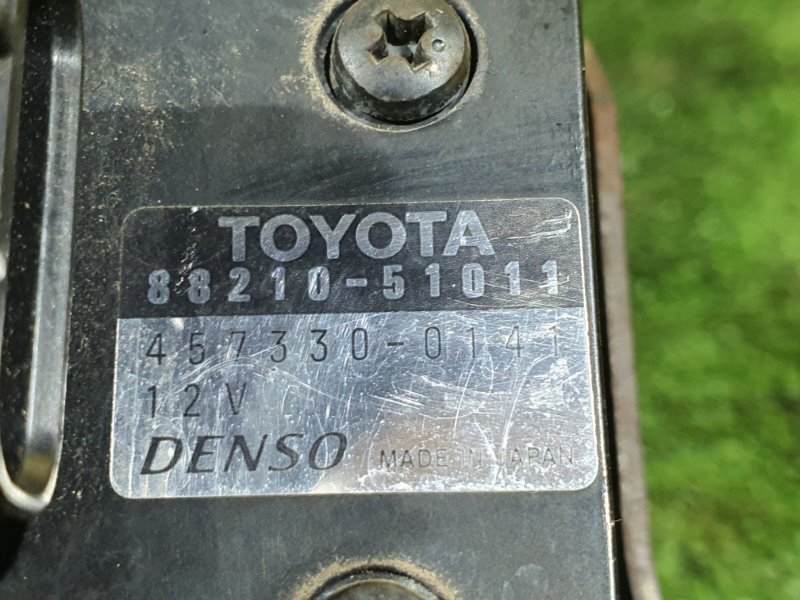 TOYOTA
88210-51011
457330-0141
12V
DENSO MADE IN JAPAN